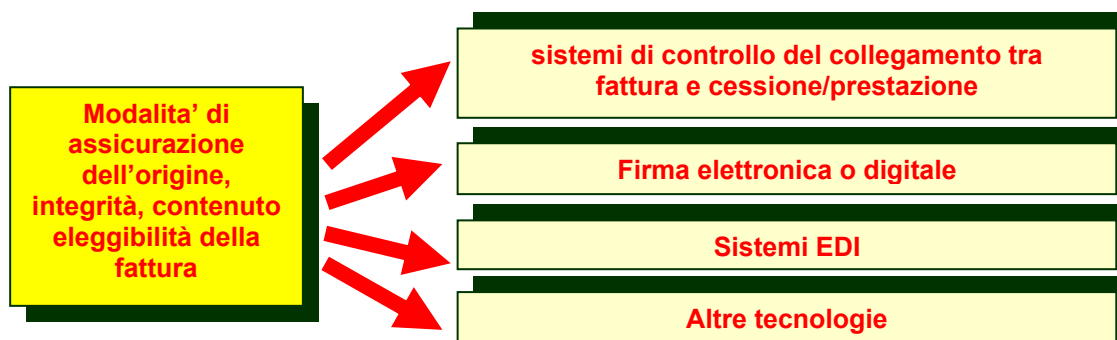 Modalita’ di
assicurazione
dell’origine,
integrità, contenuto
eleggibilità della
fattura
sistemi di controllo del collegamento tra
fattura e cessione/prestazione
Firma elettronica o digitale
Sistemi EDI
Altre tecnologie